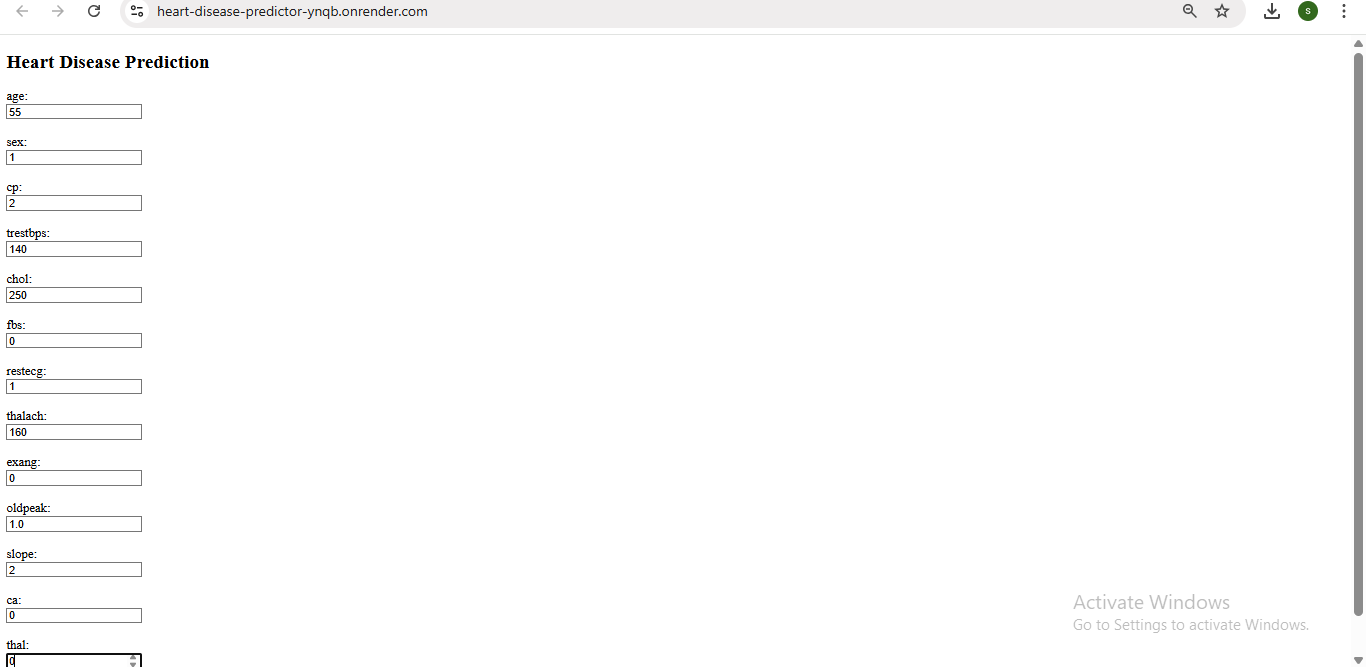 heart-disease-predictor-ynqb.onrender.com
s
Heart Disease Prediction
age:
55
sex:
1
cp:
2
trestbps:
140
chol:
250
fbs:
0
restecg:
1
thalach:
160
exang:
0
oldpeak:
1.0
slope:
2
ca:
0
thal:
0
Activate Windows
Go to Settings to activate Windows.